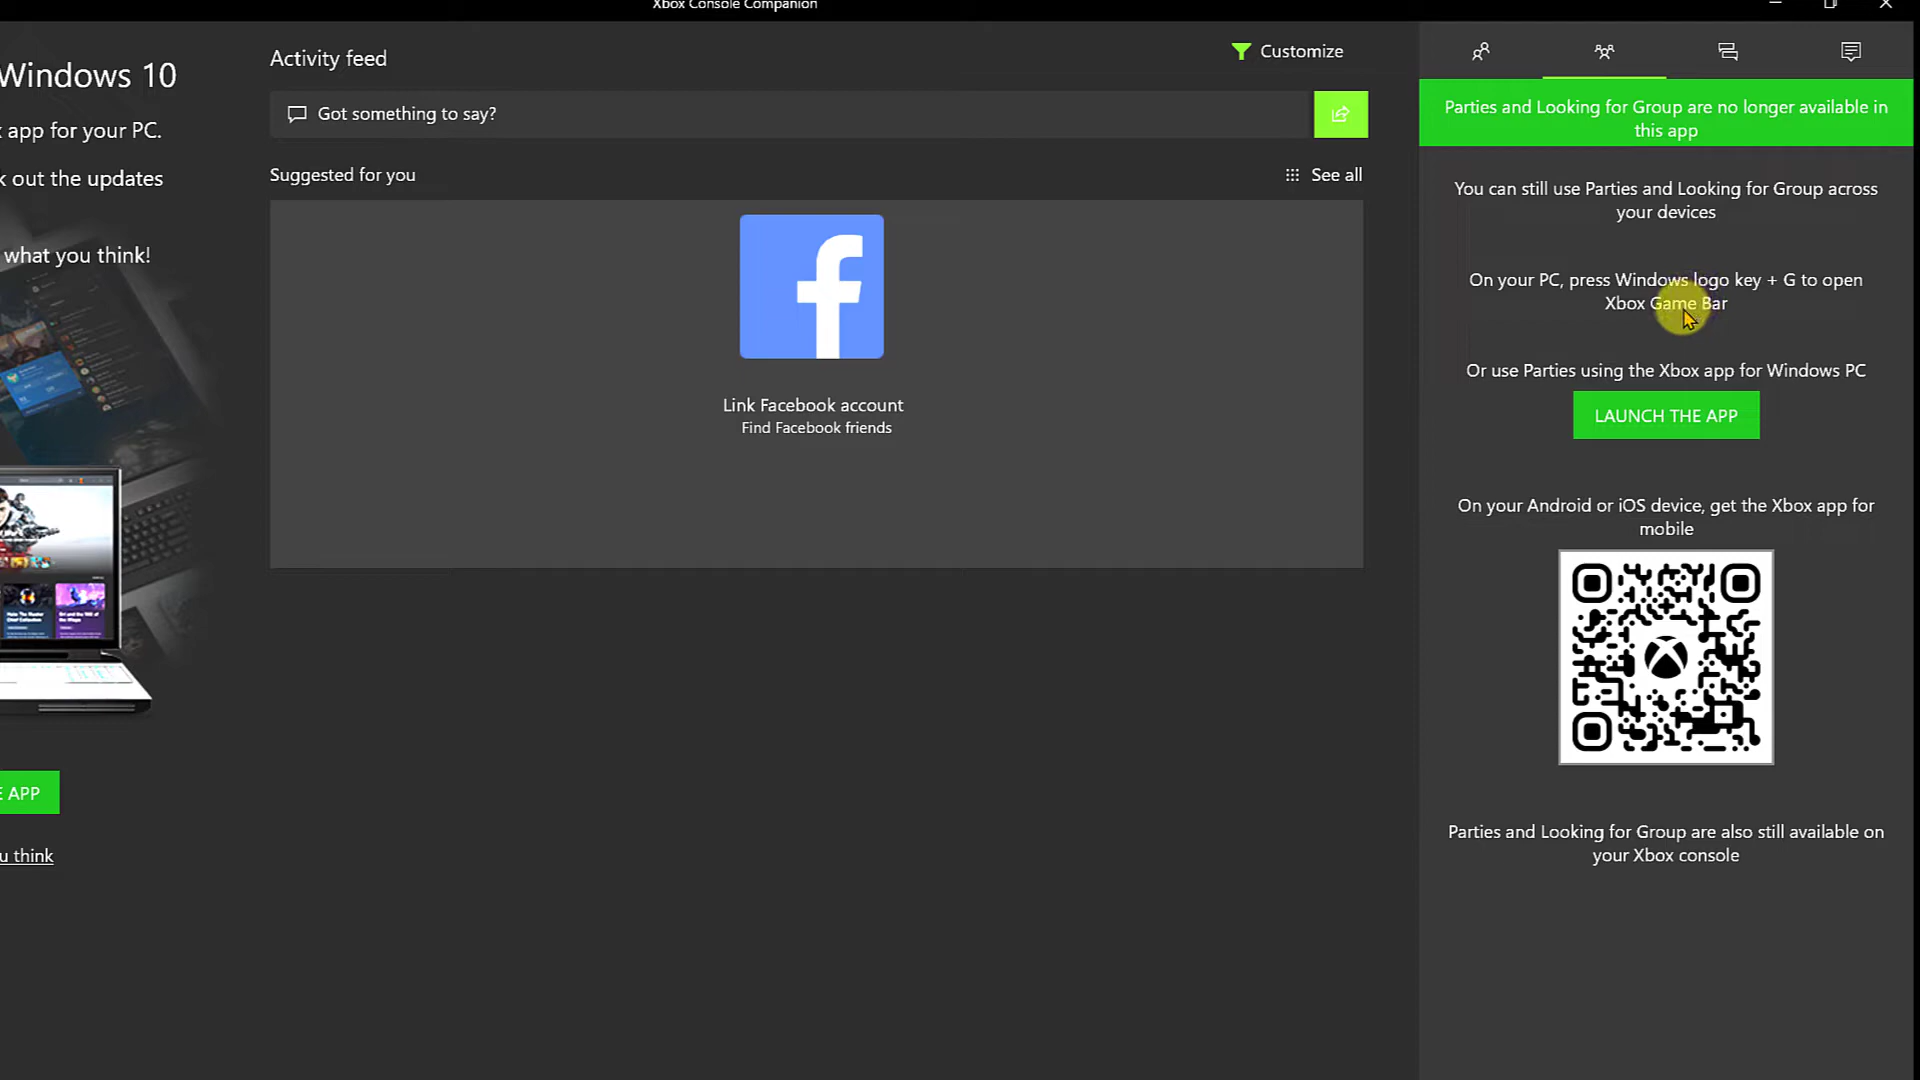 Xbox Console Companion
Windows 10
app for your PC.
out the updates
what you think!
APP
think
Activity feed
Customize
Got something to say?
Suggested for you
See all
Link Facebook account
Find Facebook friends
Parties and Looking for Group are no longer available in
this app
You can still use Parties and Looking for Group across
your devices
On your PC, press Windows logo key + G to open
Xbox Game Bar
Or use Parties using the Xbox app for Windows PC
LAUNCH THE APP
On your Android or iOS device, get the Xbox app for
mobile
Parties and Looking for Group are also still available on
your Xbox console